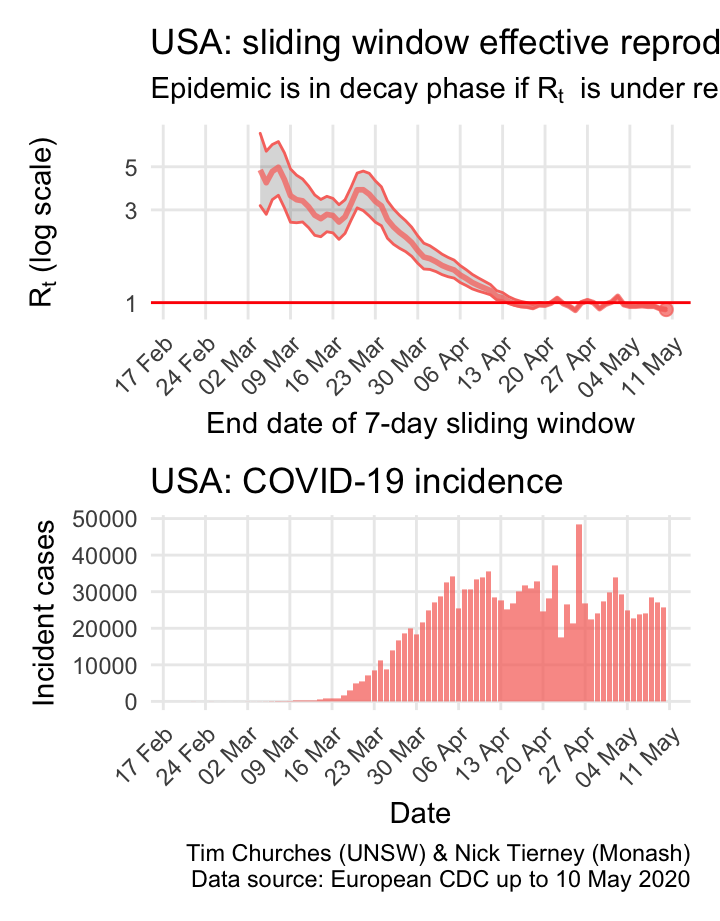 USA: sliding window effective reprod
Epidemic is in decay phase if Rt is under re
Rt (log scale)
5
3
1
17 Feb
24 Feb
02 Mar
09 Mar
16 Mar
23 Mar
30 Mar
06 Apr
13 Apr
20 Apr
27 Apr
04 May
11 May
End date of 7-day sliding window
USA: COVID-19 incidence
Incident cases
50000
40000
30000
20000
10000
0
17 Feb
24 Feb
02 Mar
09 Mar
16 Mar
23 Mar
30 Mar
06 Apr
13 Apr
20 Apr
27 Apr
04 May
11 May
Date
Tim Churches (UNSW) & Nick Tierney (Monash)
Data source: European CDC up to 10 May 2020